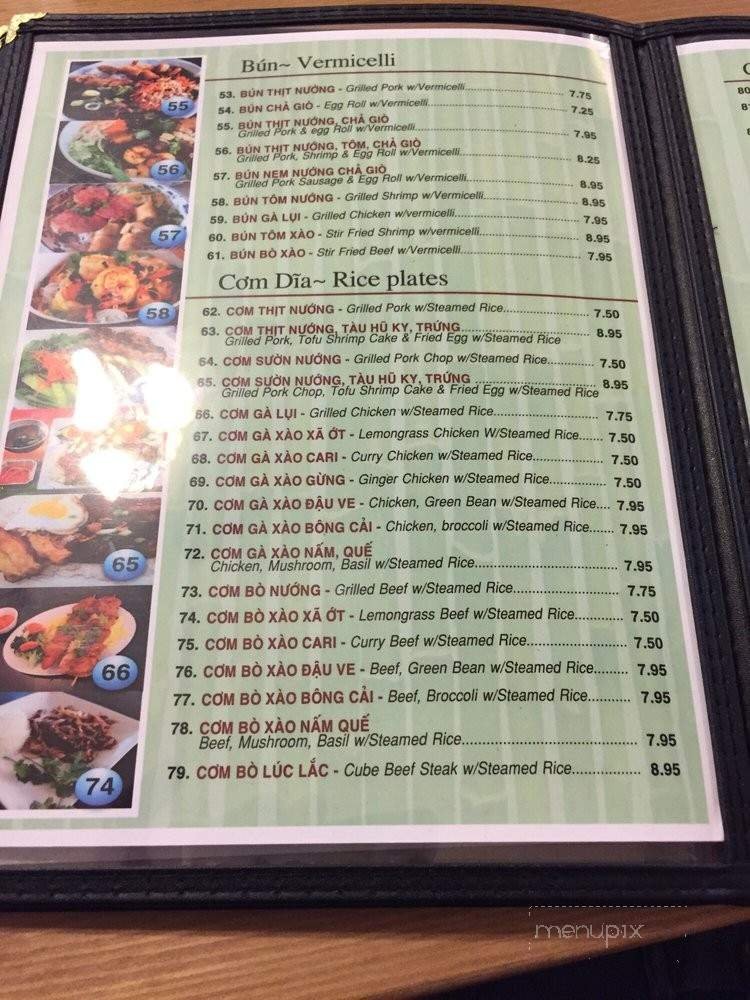 Bún~ Vermicelli
53. BÚN THỊT NƯỚNG - Grilled Pork w/Vermicelli 7.75
54. BÚN CHẢ GIÒ - Egg Roll w/Vermicelli 7.25
55. BÚN THỊT NƯỚNG, CHẢ GIÒ
Grilled Pork & egg Roll w/Vermicelli 7.95
56. BÚN THỊT NƯỚNG, TÔM, CHẢ GIÒ
Grilled Pork, Shrimp & Egg Roll w/Vermicelli 8.25
57. BÚN NEM NƯỚNG CHẢ GIÒ
Grilled Pork Sausage & Egg Roll w/Vermicelli 8.95
58. BÚN TÔM NƯỚNG - Grilled Shrimp w/Vermicelli 8.95
59. BÚN GÀ LỤI - Grilled Chicken w/vermicelli 7.95
60. BÚN TÔM XÀO - Stir Fried Shrimp w/vermicelli 8.95
61. BÚN BÒ XÀO - Stir Fried Beef w/Vermicelli 7.95
Cơm Dĩa~ Rice plates
62. CƠM THỊT NƯỚNG - Grilled Pork w/Steamed Rice 7.50
63. CƠM THỊT NƯỚNG, TÀU HŨ KY, TRỨNG 8.95
Grilled Pork, Tofu Shrimp Cake & Fried Egg w/Steamed Rice
64. CƠM SƯỜN NƯỚNG - Grilled Pork Chop w/Steamed Rice 7.50
65. CƠM SƯỜN NƯỚNG, TÀU HŨ KY, TRỨNG 8.95
Grilled Pork Chop, Tofu Shrimp Cake & Fried Egg w/Steamed Rice
66. CƠM GÀ LỤI - Grilled Chicken w/Steamed Rice 7.75
67. CƠM GÀ XÀO XÃ ỚT - Lemongrass Chicken W/Steamed Rice 7.50
68. CƠM GÀ XÀO CARI - Curry Chicken w/Steamed Rice 7.50
69. CƠM GÀ XÀO GỪNG - Ginger Chicken w/Steamed Rice 7.50
70. CƠM GÀ XÀO ĐẬU VE - Chicken, Green Bean w/Steamed Rice 7.95
71. CƠM GÀ XÀO BÔNG CẢI - Chicken, broccoli w/Steamed Rice 7.95
72. CƠM GÀ XÀO NẤM, QUẾ
Chicken, Mushroom, Basil w/Steamed Rice 7.95
73. CƠM BÒ NƯỚNG - Grilled Beef w/Steamed Rice 7.75
74. CƠM BÒ XÀO XÃ ỚT - Lemongrass Beef w/Steamed Rice 7.50
75. CƠM BÒ XÀO CARI - Curry Beef w/Steamed Rice 7.50
76. CƠM BÒ XÀO ĐẬU VE - Beef, Green Bean w/Steamed Rice 7.95
77. CƠM BÒ XÀO BÔNG CẢI - Beef, Broccoli w/Steamed Rice 7.95
78. CƠM BÒ XÀO NẤM QUẾ
Beef, Mushroom, Basil w/Steamed Rice 7.95
79. CƠM BÒ LÚC LẮC - Cube Beef Steak w/Steamed Rice 8.95
55
56
57
58
65
66
74
80
menupix